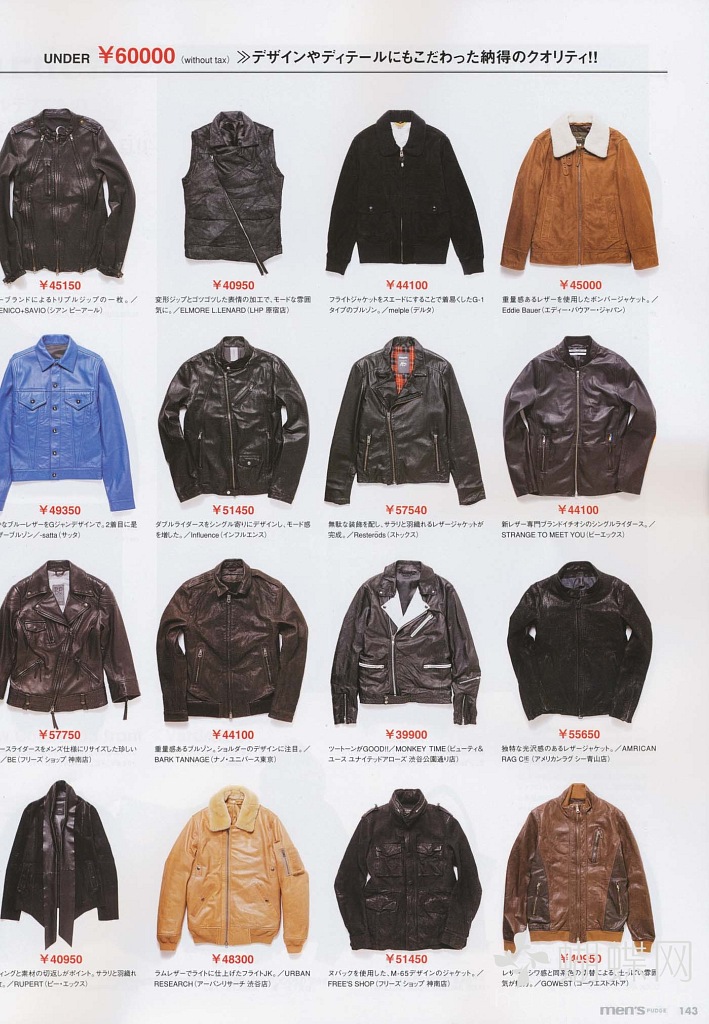 UNDER ¥60000 (without tax) ≫デザインやディテールにもこだわった納得のクオリティ!!
¥45150
ーブランドによるトリプルジップの一枚。／
ENICO+SAVIO（シアン ピーアール）
¥40950
変形ジップとゴツゴツした表情の加工で、モードな雰囲
気に。／ELMORE L.LENARD（LHP 原宿店）
¥44100
フライトジャケットをスエードにすることで着易くしたG-1
タイプのブルゾン。／melple（デルタ）
¥45000
重量感あるレザーを使用したボンバージャケット。／
Eddie Bauer（エディー・バウアー・ジャパン）
¥49350
なブルーレザーをGジャンデザインで。2着目に是
ザーブルゾン／-satta（サッタ）
¥51450
ダブルライダースをシングル寄りにデザインし、モード感
を増した。／Influence（インフルエンス）
¥57540
無駄な装飾を配し、サラリと羽織れるレザージャケットが
完成。／Resteröds（ストックス）
¥44100
新レザー専門ブランドイチオシのシングルライダース。／
STRANGE TO MEET YOU（ビーエックス）
¥57750
ースライダースをメンズ仕様にリサイズした珍しい
／BE（フリーズ ショップ 神南店）
¥44100
重量感あるブルゾン。ショルダーのデザインに注目。／
BARK TANNAGE（ナノ・ユニバース東京）
¥39900
ツートーンがGOOD!!／MONKEY TIME（ビューティ&
ユース ユナイテッドアローズ 渋谷公園通り店）
¥55650
独特な光沢感のあるレザージャケット。／AMRICAN
RAG CIE（アメリカンラグ シー青山店）
¥40950
ィングと素材の切返しがポイント。サラリと羽織れ
／RUPERT（ビー・エックス）
¥48300
ラムレザーでライトに仕上げたフライトJK。／URBAN
RESEARCH（アーバンリサーチ 渋谷店）
¥51450
ヌバックを使用した、M-65デザインのジャケット。／
FREE'S SHOP（フリーズ ショップ 神南店）
¥40950
レザーのシワ感と同系色の切替による、仕上い雰囲
気が魅力。／GOWEST（ゴーウエストストア）
蝴蝶网
men's FUDGE 143